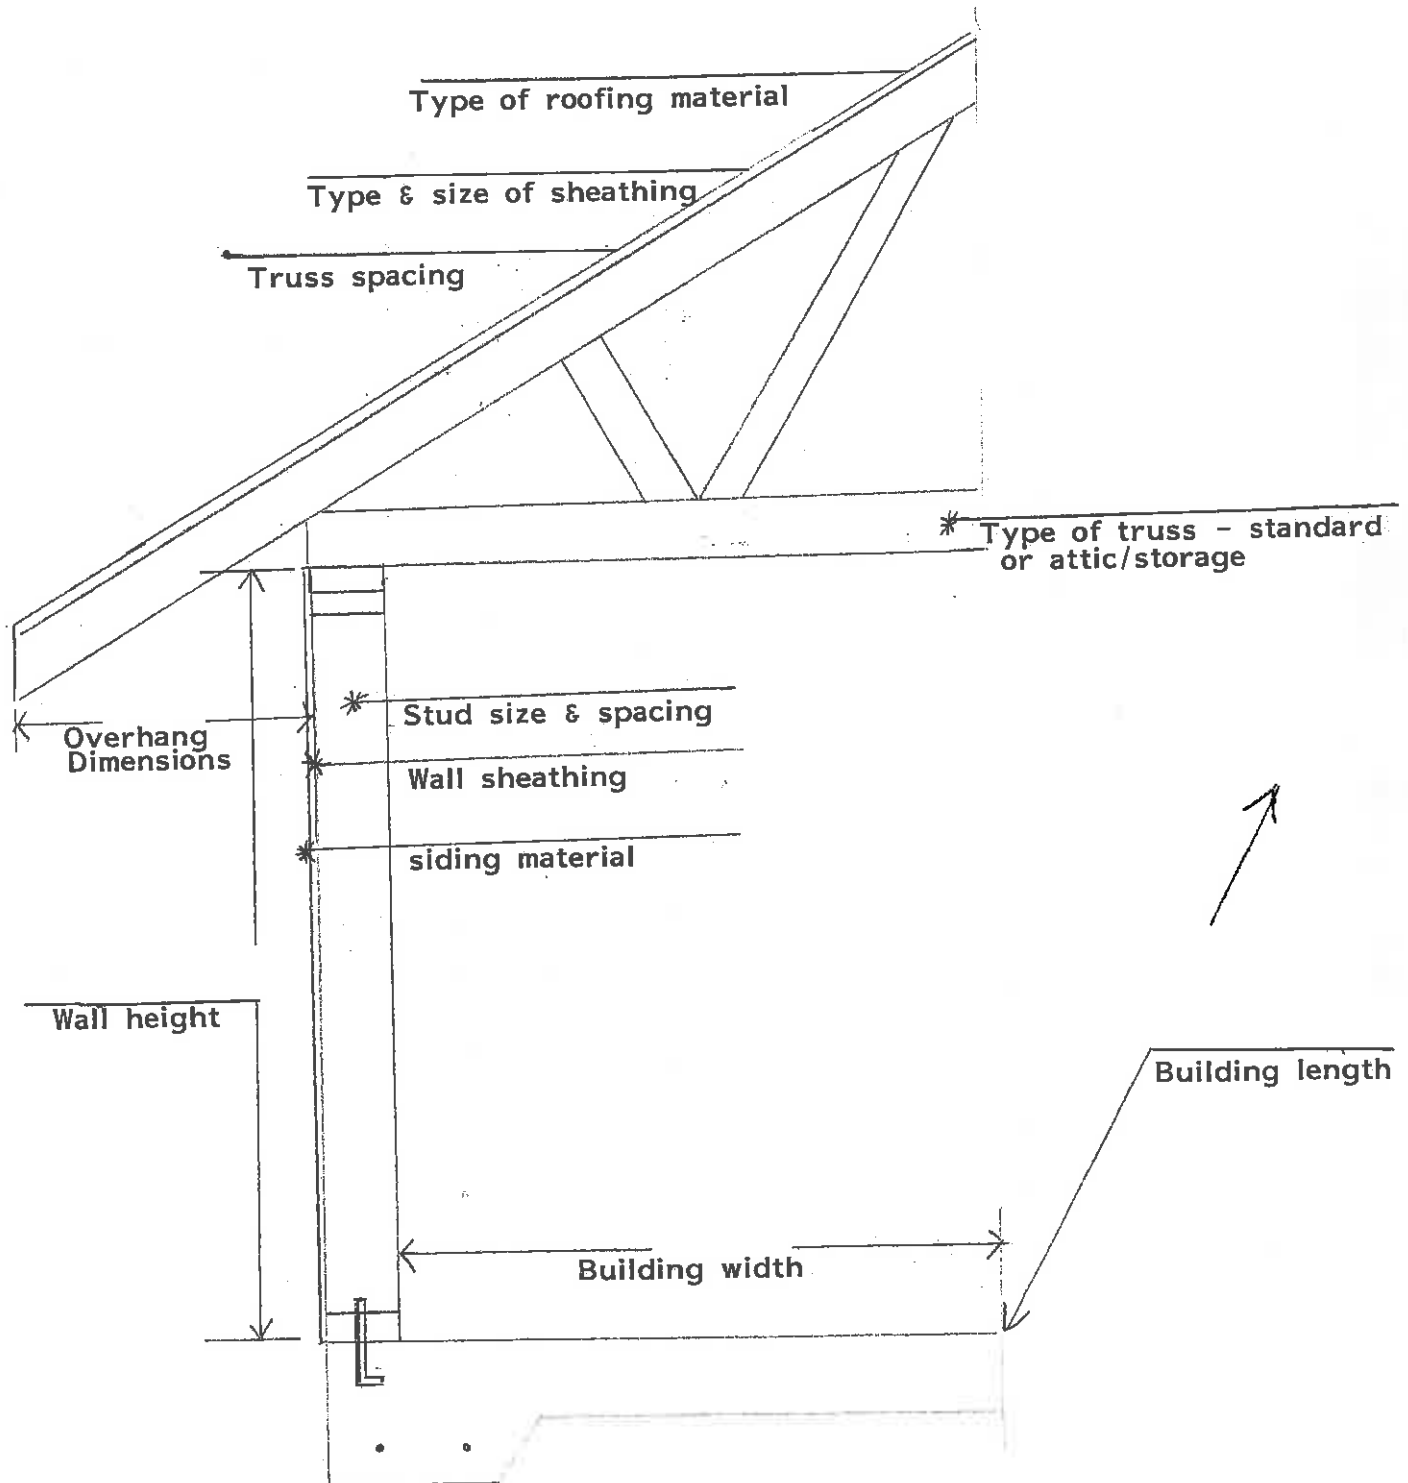 Type of roofing material
Type & size of sheathing
Truss spacing
Type of truss - standard
or attic/storage
Stud size & spacing
Overhang
Dimensions
Wall sheathing
siding material
Wall height
Building length
Building width